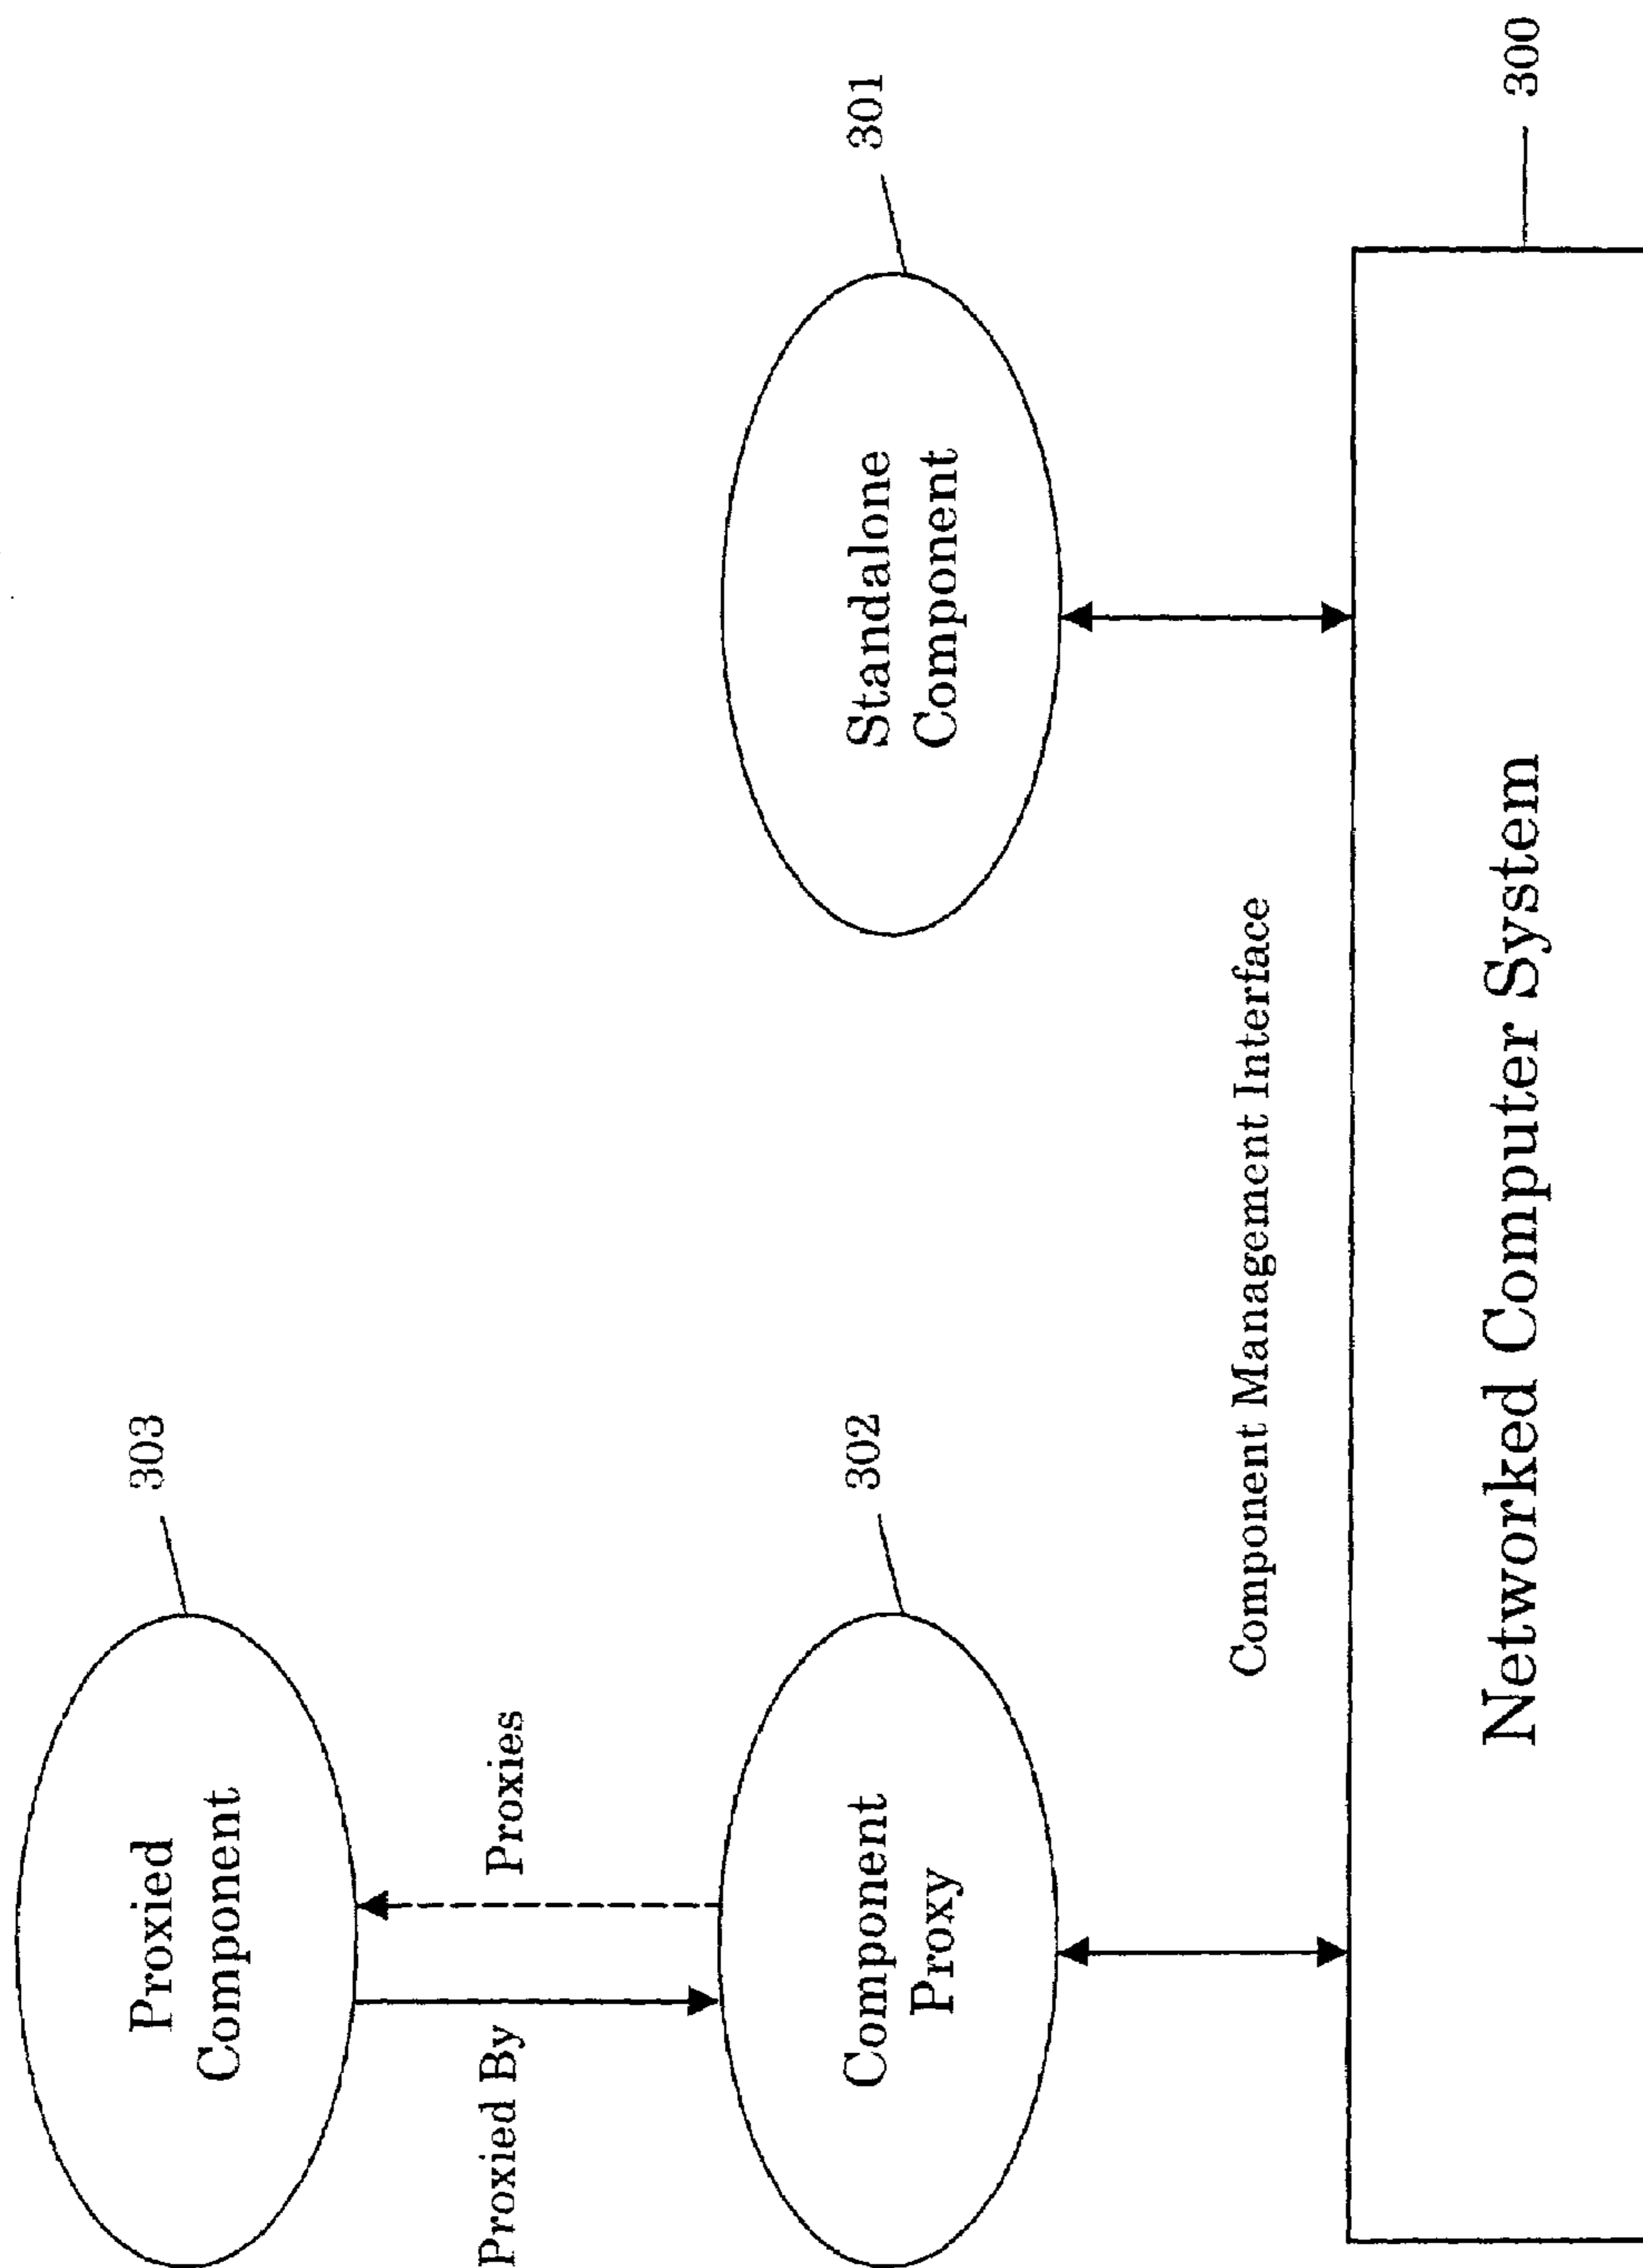 Proxied
Component
303
Proxied By
Proxies
Component
Proxy
302
Standalone
Component
301
Component Management Interface
Networked Computer System
300